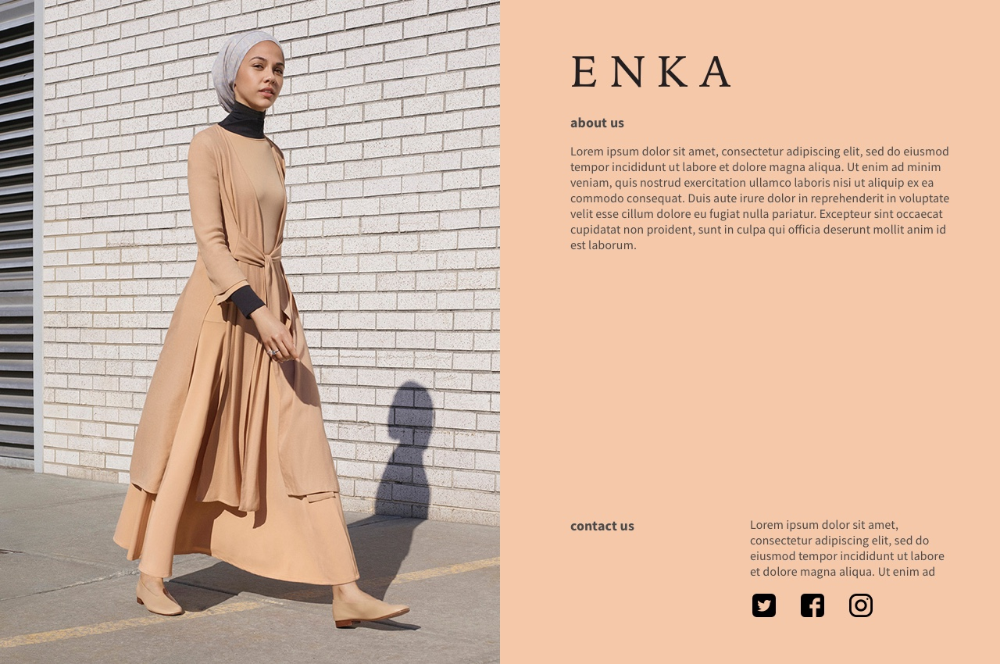 ENKA
about us
Lorem ipsum dolor sit amet, consectetur adipiscing elit, sed do eiusmod
tempor incididunt ut labore et dolore magna aliqua. Ut enim ad minim
veniam, quis nostrud exercitation ullamco laboris nisi ut aliquip ex ea
commodo consequat. Duis aute irure dolor in reprehenderit in voluptate
velit esse cillum dolore eu fugiat nulla pariatur. Excepteur sint occaecat
cupidatat non proident, sunt in culpa qui officia deserunt mollit anim id
est laborum.
contact us
Lorem ipsum dolor sit amet,
consectetur adipiscing elit, sed do
eiusmod tempor incididunt ut labore
et dolore magna aliqua. Ut enim ad